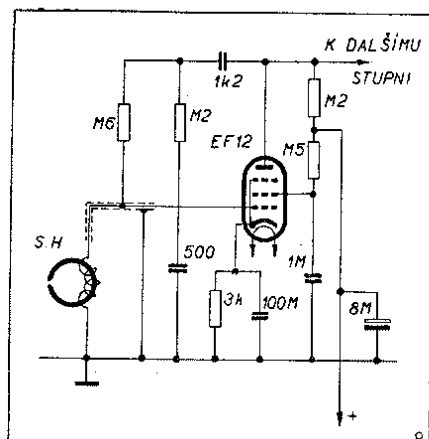 K DALŠÍMU
STUPNI
1k2
M6
M2
M2
EF12
M5
S.H
500
1M
3k
100M
8M
+